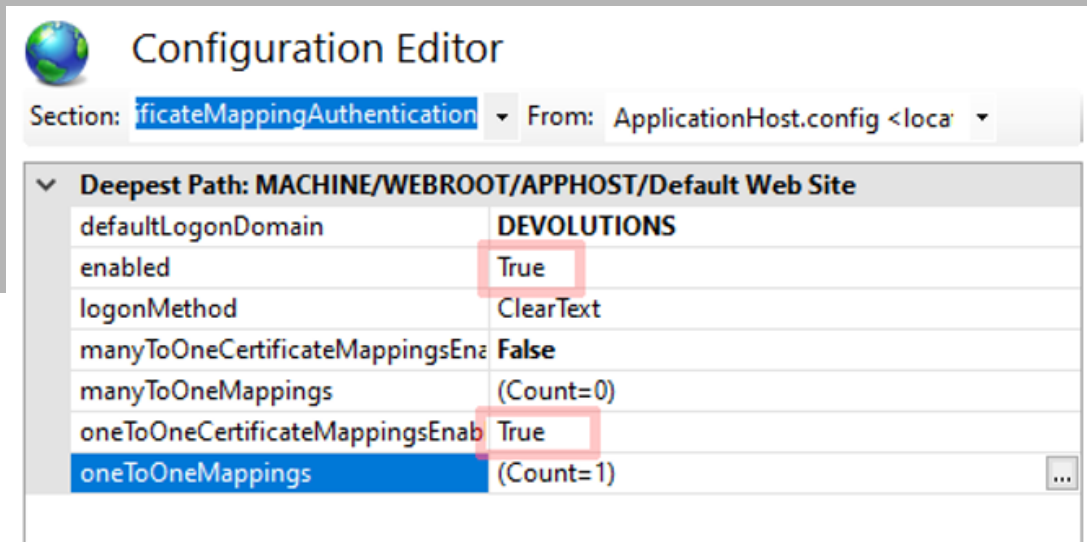 Configuration Editor
Section: ificateMappingAuthentication From: ApplicationHost.config <loca
Deepest Path: MACHINE/WEBROOT/APPHOST/Default Web Site
defaultLogonDomain DEVOLUTIONS
enabled True
logonMethod ClearText
manyToOneCertificateMappingsEna False
manyToOneMappings (Count=0)
oneToOneCertificateMappingsEnab True
oneToOneMappings (Count=1)
...